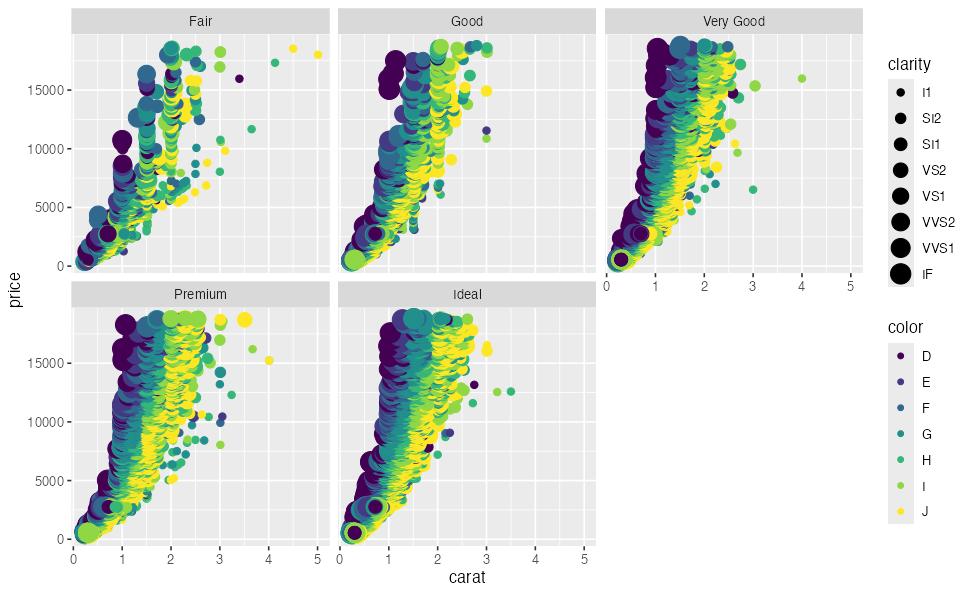 Fair
Good
Very Good
15000
10000
5000
0
0 1 2 3 4 5
Premium
Ideal
15000
10000
5000
0
0 1 2 3 4 5
0 1 2 3 4 5
price
carat
clarity
I1
SI2
SI1
VS2
VS1
VVS2
VVS1
IF
color
D
E
F
G
H
I
J